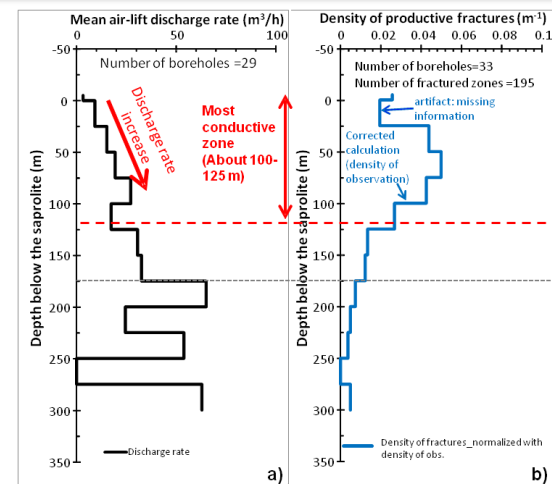 Mean air-lift discharge rate (m³/h)
0 50 100
-50
0
50
100
150
200
250
300
350
Depth below the saprolite (m)
Number of boreholes =29
Discharge rate
increase
Most
conductive
zone
(About 100-
125 m)
Discharge rate
a)
Density of productive fractures (m⁻¹)
0 0.02 0.04 0.06 0.08 0.1
-50
0
50
100
150
200
250
300
350
Depth below the saprolite (m)
Number of boreholes=33
Number of fractured zones =195
artifact: missing
information
Corrected
calculation
(density of
observation)
Density of fractures_normalized with
density of obs.
b)